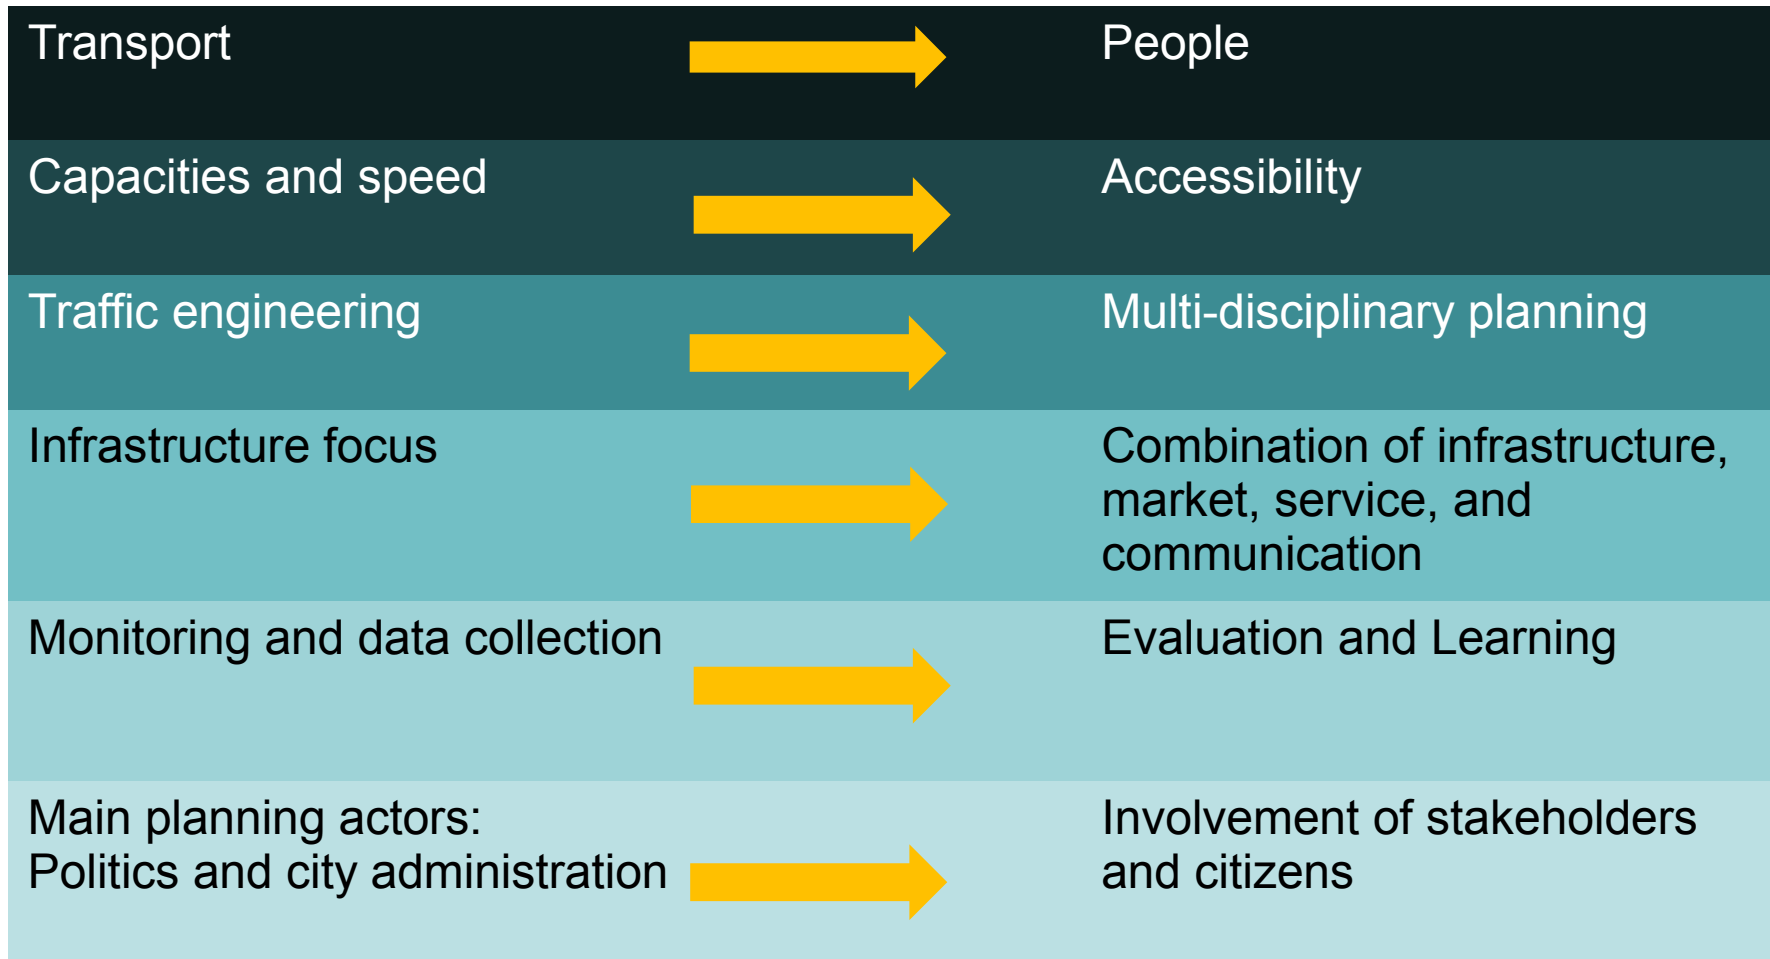 Transport
People
Capacities and speed
Accessibility
Traffic engineering
Multi-disciplinary planning
Infrastructure focus
Combination of infrastructure,
market, service, and
communication
Monitoring and data collection
Evaluation and Learning
Main planning actors:
Politics and city administration
Involvement of stakeholders
and citizens